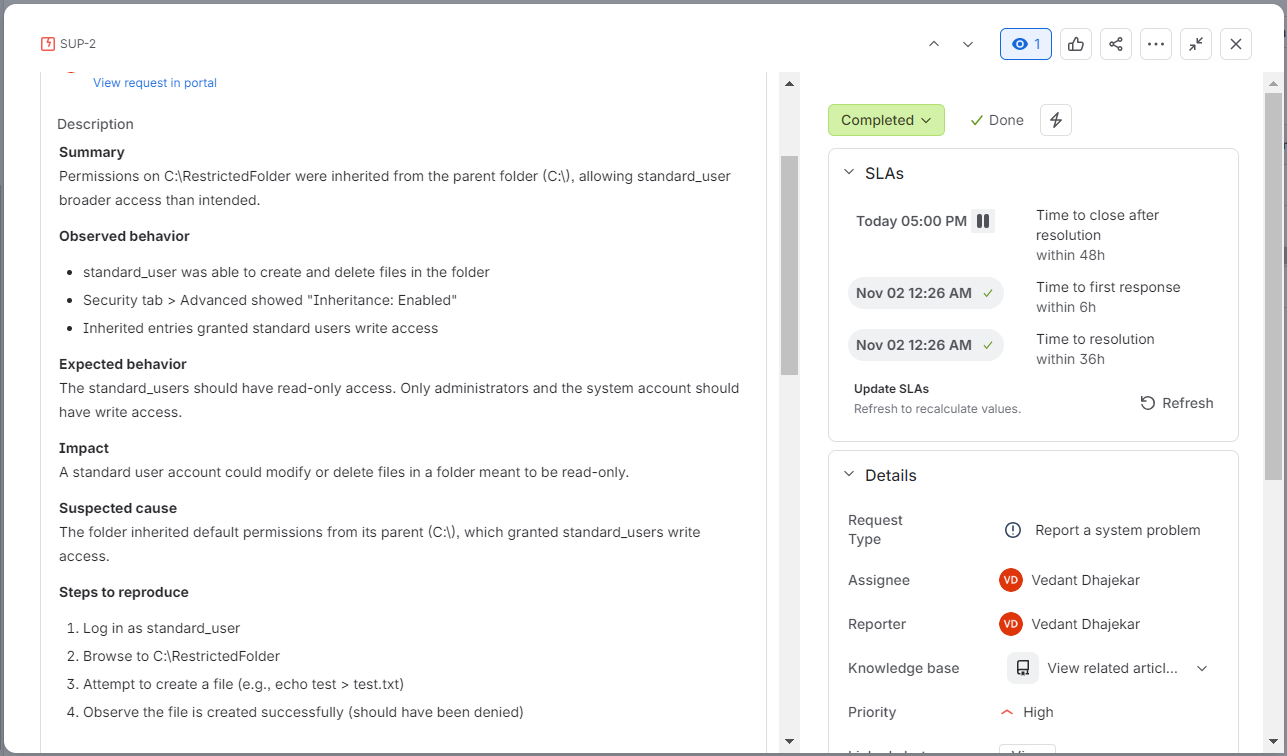 SUP-2
1
View request in portal
Description
Summary
Permissions on C:\RestrictedFolder were inherited from the parent folder (C:\), allowing standard_user
broader access than intended.
Observed behavior
• standard_user was able to create and delete files in the folder
• Security tab > Advanced showed "Inheritance: Enabled"
• Inherited entries granted standard users write access
Expected behavior
The standard_users should have read-only access. Only administrators and the system account should
have write access.
Impact
A standard user account could modify or delete files in a folder meant to be read-only.
Suspected cause
The folder inherited default permissions from its parent (C:\), which granted standard_users write
access.
Steps to reproduce
1. Log in as standard_user
2. Browse to C:\RestrictedFolder
3. Attempt to create a file (e.g., echo test > test.txt)
4. Observe the file is created successfully (should have been denied)
Completed
Done
SLAs
Today 05:00 PM
Time to close after
resolution
within 48h
Nov 02 12:26 AM
Time to first response
within 6h
Nov 02 12:26 AM
Time to resolution
within 36h
Update SLAs
Refresh to recalculate values.
Refresh
Details
Request
Type
Report a system problem
Assignee
VD
Vedant Dhajekar
Reporter
VD
Vedant Dhajekar
Knowledge base
View related articl...
Priority
High